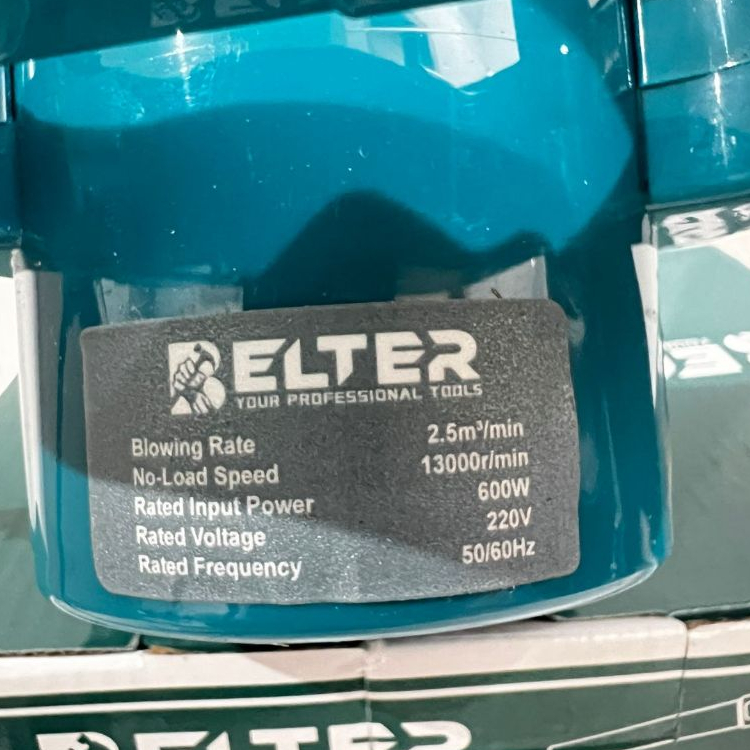 BELTER
YOUR PROFESSIONAL TOOLS
Blowing Rate 2.5m³/min
No-Load Speed 13000r/min
Rated Input Power 600W
Rated Voltage 220V
Rated Frequency 50/60Hz
BELTER